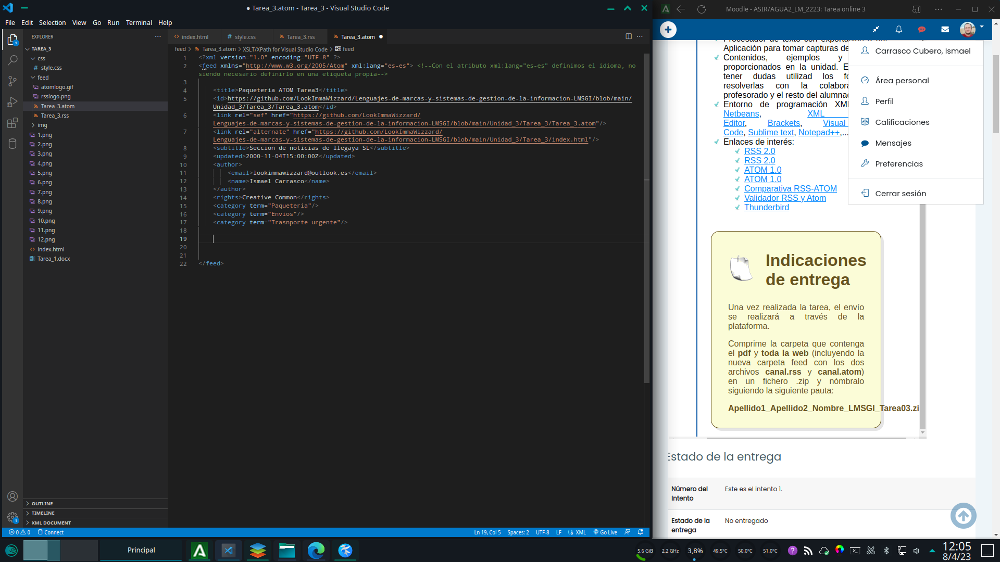 ● Tarea_3.atom - Tarea_3 - Visual Studio Code
File Edit Selection View Go Run Terminal Help
EXPLORER
TAREA_3
css
style.css
feed
atomlogo.gif
rsslogo.png
Tarea_3.atom
Tarea_3.rss
img
1.png
2.png
3.png
4.png
5.png
6.png
7.png
8.png
9.png
10.png
11.png
12.png
index.html
Tarea_1.docx
OUTLINE
TIMELINE
XML DOCUMENT
index.html style.css Tarea_3.rss Tarea_3.atom ●
feed > Tarea_3.atom > XSLT/XPath for Visual Studio Code > feed
1 <?xml version="1.0" encoding="UTF-8" ?>
2 <feed xmlns="http://www.w3.org/2005/Atom" xml:lang="es-es"> <!--Con el atributo xml:lang="es-es" definimos el idioma, no
siendo necesario definirlo en una etiqueta propia-->
3
4 <title>Paqueteria ATOM Tarea3</title>
5 <id>https://github.com/LookImmaWizzard/Lenguajes-de-marcas-y-sistemas-de-gestion-de-la-informacion-LMSGI/blob/main/
Unidad_3/Tarea_3/Tarea_3.atom</id>
6 <link rel="sef" href="https://github.com/LookImmaWizzard/
Lenguajes-de-marcas-y-sistemas-de-gestion-de-la-informacion-LMSGI/blob/main/Unidad_3/Tarea_3/Tarea_3.atom"/>
7 <link rel="alternate" href="https://github.com/LookImmaWizzard/
Lenguajes-de-marcas-y-sistemas-de-gestion-de-la-informacion-LMSGI/blob/main/Unidad_3/Tarea_3/index.html"/>
8 <subtitle>Seccion de noticias de llegaya SL</subtitle>
9 <updated>2000-11-04T15:00:00Z</updated>
10 <author>
11 <email>lookimmawizzard@outlook.es</email>
12 <name>Ismael Carrasco</name>
13 </author>
14 <rights>Creative Common</rights>
15 <category term="Paqueteria"/>
16 <category term="Envios"/>
17 <category term="Trasnporte urgente"/>
18
19
20
21
22 </feed>
0 0 Connect
Ln 19, Col 5 Spaces: 2 UTF-8 LF XML Go Live
Moodle - ASIR/AGUA2_LM_2223: Tarea online 3
Aplicación para tomar capturas de
Contenidos, ejemplos y
proporcionados en la unidad. E
tener dudas utilizad los fo
resolverlas con la colabora
profesorado y el resto del alumnad
Entorno de programación XML
Netbeans, XML
Editor, Brackets, Visual
Code, Sublime text, Notepad++,...
Enlaces de interés:
RSS 2.0
RSS 2.0
ATOM 1.0
ATOM 1.0
Comparativa RSS-ATOM
Validador RSS y Atom
Thunderbird
Carrasco Cubero, Ismael
Área personal
Perfil
Calificaciones
Mensajes
Preferencias
Cerrar sesión
Indicaciones
de entrega
Una vez realizada la tarea, el envío
se realizará a través de la
plataforma.
Comprime la carpeta que contenga
el pdf y toda la web (incluyendo la
nueva carpeta feed con los dos
archivos canal.rss y canal.atom)
en un fichero .zip y nómbralo
siguiendo la siguiente pauta:
Apellido1_Apellido2_Nombre_LMSGI_Tarea03.zi
Estado de la entrega
Número del
Intento
Este es el intento 1.
Estado de la
entrega
No entregado
Principal
5,6 GiB 2,2 GHz 3,8% 49,5°C 50,0°C 51,0°C
12:05
8/4/23